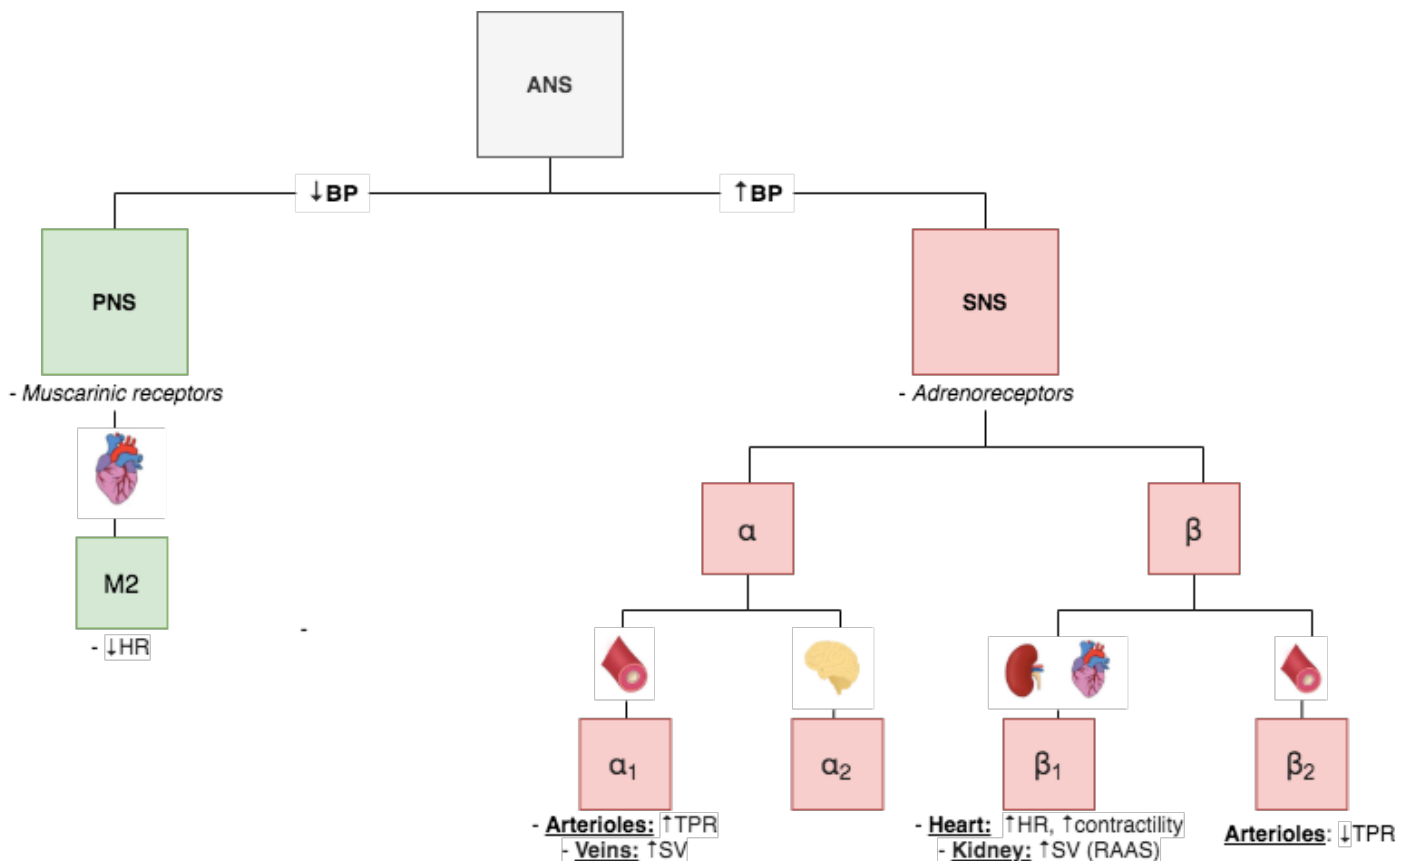 ANS
↓BP
↑BP
PNS
SNS
- Muscarinic receptors
- Adrenoreceptors
α
β
M2
- ↓HR
-
α1
α2
β1
β2
- Arterioles: ↑TPR
- Veins: ↑SV
- Heart: ↑HR, ↑contractility
- Kidney: ↑SV (RAAS)
Arterioles: ↓TPR